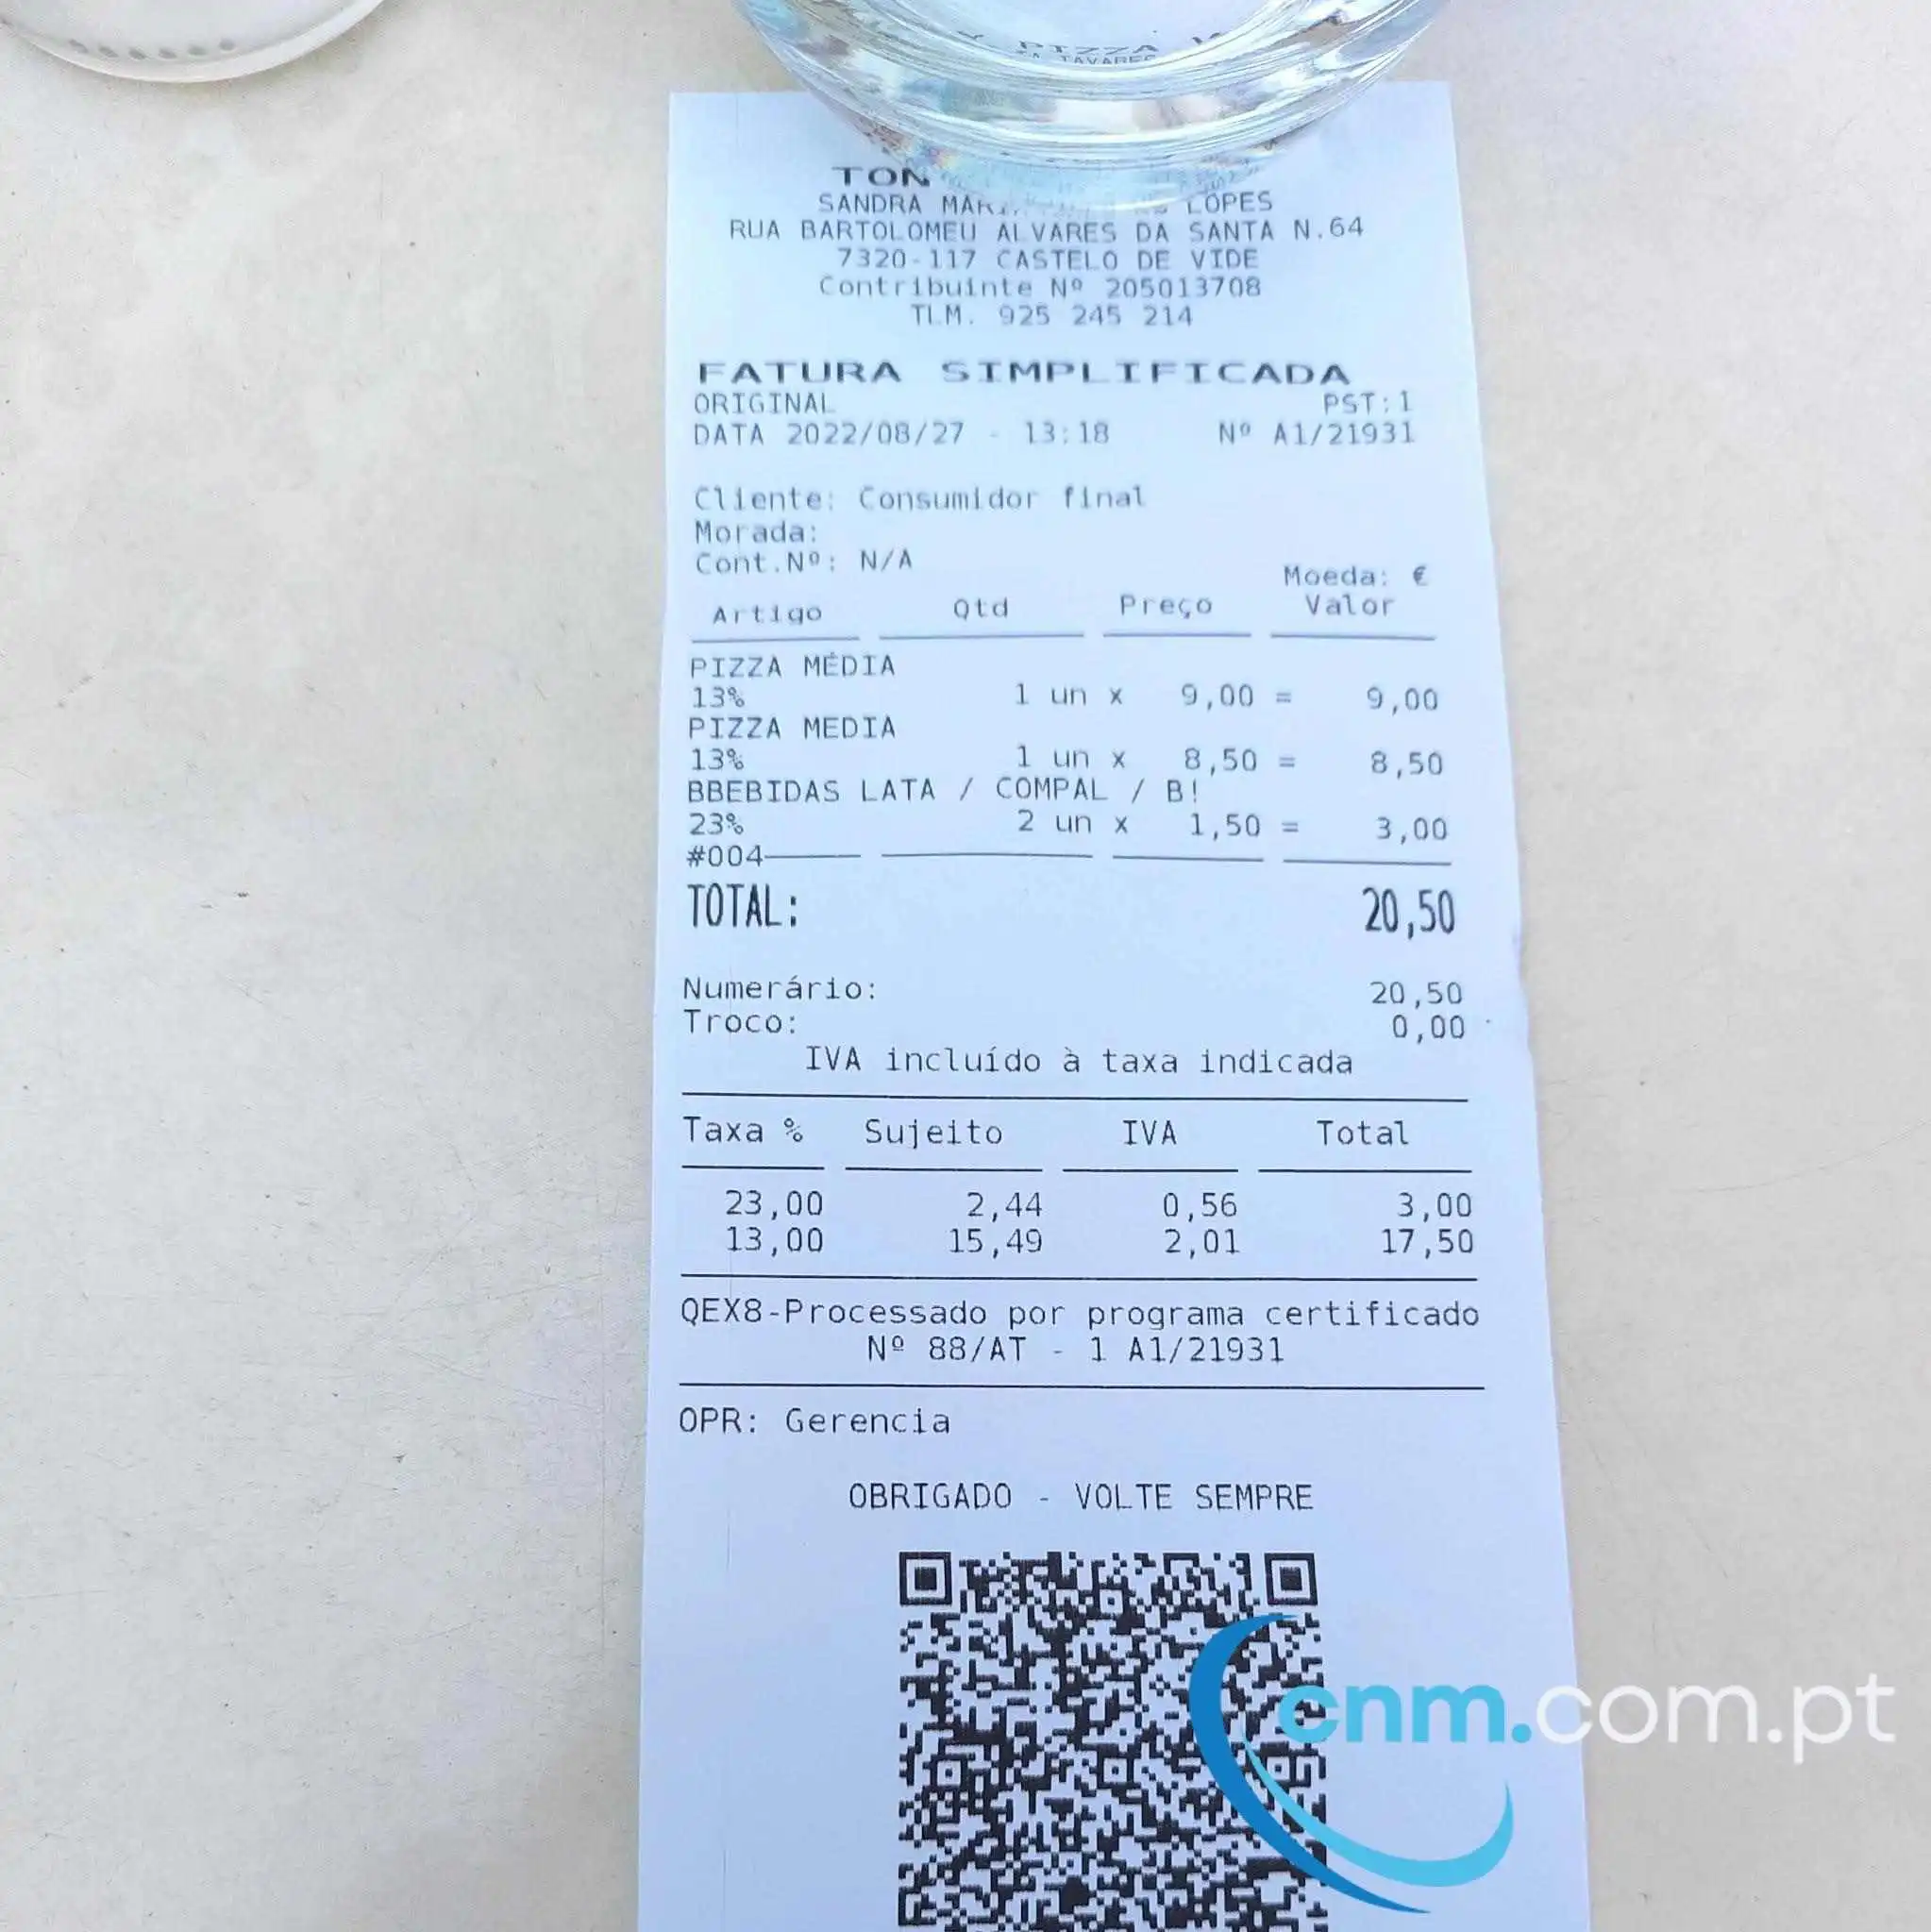 PIZZA
TAVARES
TON
SANDRA LOPES
RUA BARTOLOMEU ALVARES DA SANTA N.64
7320-117 CASTELO DE VIDE
Contribuinte Nº 205013708
TLM. 925 245 214
FATURA SIMPLIFICADA
ORIGINAL PST:1
DATA 2022/08/27 - 13:18 Nº A1/21931
Cliente: Consumidor final
Morada:
Cont.Nº: N/A
Moeda: €
Artigo Qtd Preço Valor
PIZZA MÉDIA
13% 1 un x 9,00 = 9,00
PIZZA MEDIA
13% 1 un x 8,50 = 8,50
BBEBIDAS LATA / COMPAL / B!
23% 2 un x 1,50 = 3,00
#004
TOTAL: 20,50
Numerário: 20,50
Troco: 0,00
IVA incluído à taxa indicada
Taxa % Sujeito IVA Total
23,00 2,44 0,56 3,00
13,00 15,49 2,01 17,50
QEX8-Processado por programa certificado
Nº 88/AT - 1 A1/21931
OPR: Gerencia
OBRIGADO - VOLTE SEMPRE
cnm.com.pt